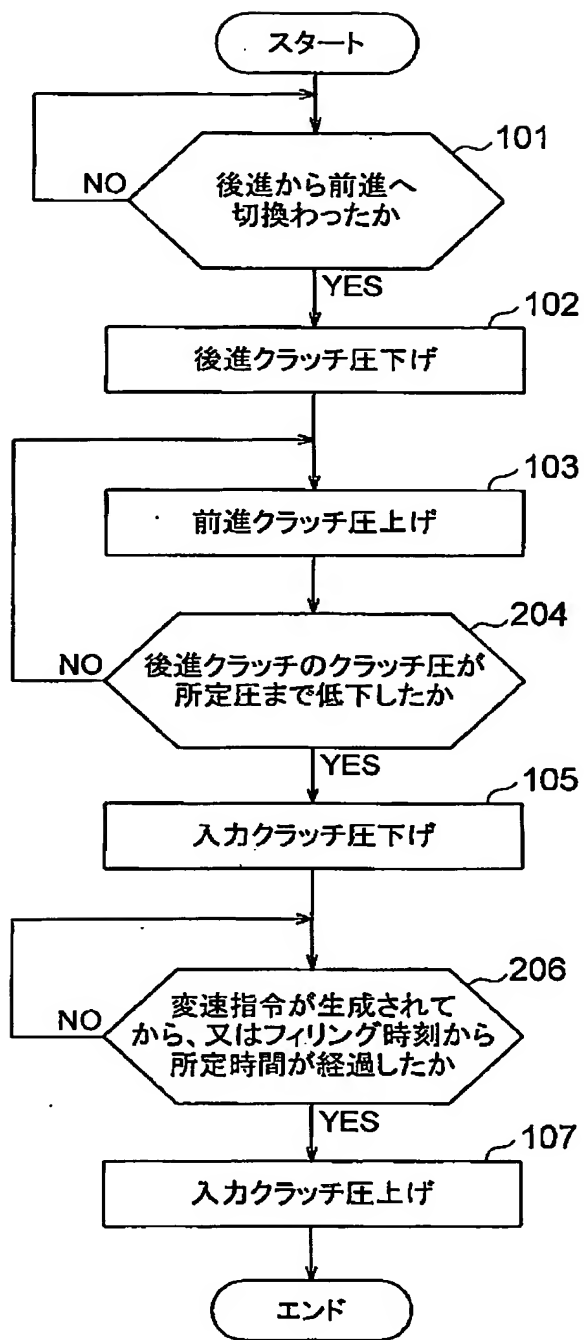 スタート
101
後進から前進へ
切換わったか
NO
YES
102
後進クラッチ圧下げ
103
前進クラッチ圧上げ
204
後進クラッチのクラッチ圧が
所定圧まで低下したか
NO
YES
105
入力クラッチ圧下げ
206
変速指令が生成されて
から、又はフィリング時刻から
所定時間が経過したか
NO
YES
107
入力クラッチ圧上げ
エンド